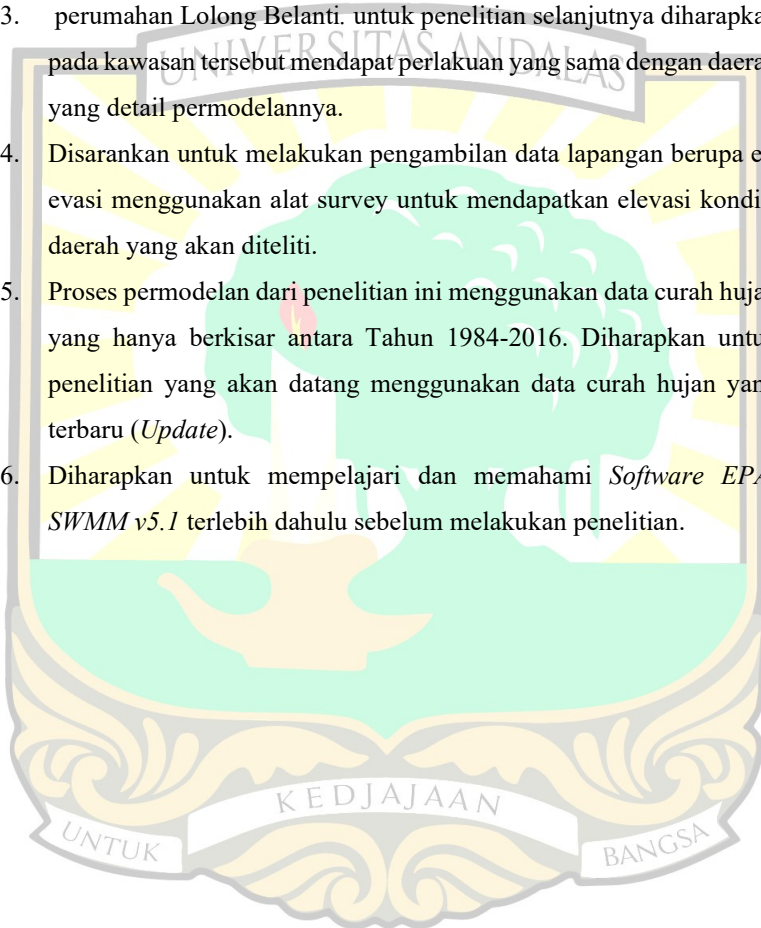 3. perumahan Lolong Belanti. untuk penelitian selanjutnya diharapka
pada kawasan tersebut mendapat perlakuan yang sama dengan daera
yang detail permodelannya.
4. Disarankan untuk melakukan pengambilan data lapangan berupa e
evasi menggunakan alat survey untuk mendapatkan elevasi kondi
daerah yang akan diteliti.
5. Proses permodelan dari penelitian ini menggunakan data curah huja
yang hanya berkisar antara Tahun 1984-2016. Diharapkan untu
penelitian yang akan datang menggunakan data curah hujan yan
terbaru (Update).
6. Diharapkan untuk mempelajari dan memahami Software EPA
SWMM v5.1 terlebih dahulu sebelum melakukan penelitian.
UNIVERSITAS ANDALAS
UNTUK KEDJAJAAN BANGSA